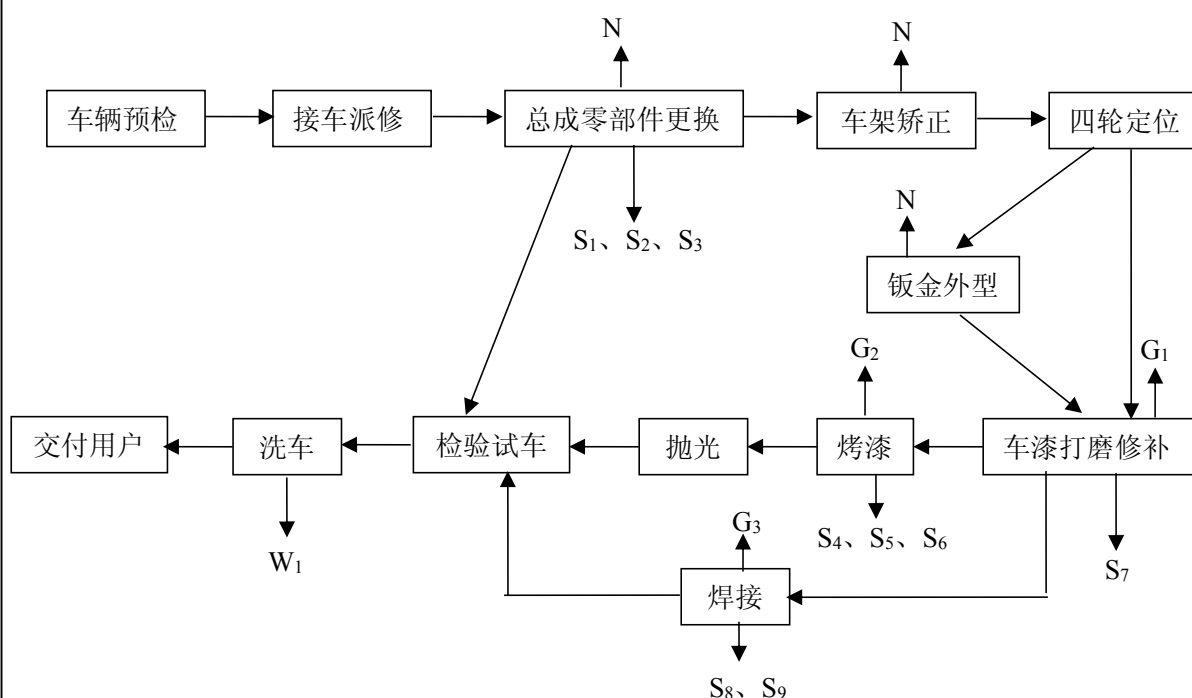 N
N
车辆预检
接车派修
总成零部件更换
车架矫正
四轮定位
N
S₁、S₂、S₃
钣金外型
G₂
G₁
交付用户
洗车
检验试车
抛光
烤漆
车漆打磨修补
G₃
S₄、S₅、S₆
W₁
S₇
焊接
S₈、S₉